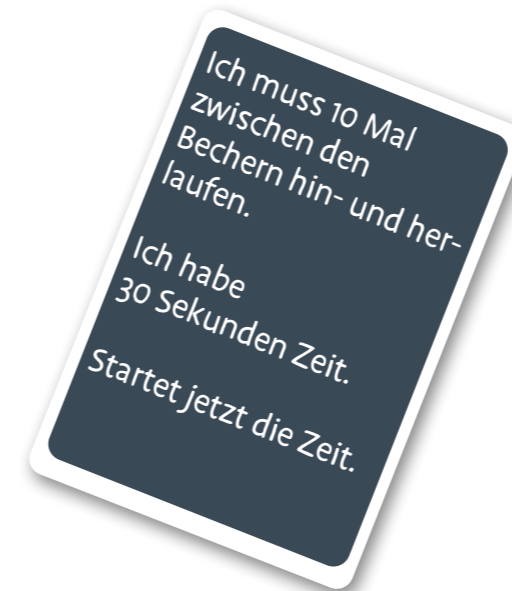 Ich muss 10 Mal
zwischen den
Bechern hin- und her-
laufen.
Ich habe
30 Sekunden Zeit.
Startet jetzt die Zeit.